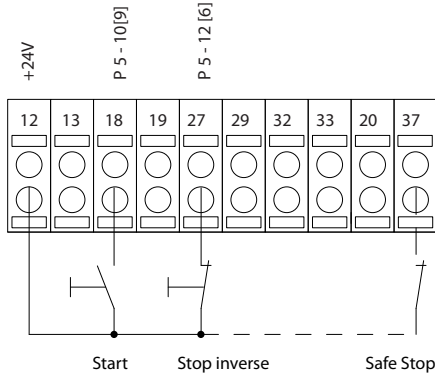 +24V
P 5 - 10[9]
P 5 - 12 [6]
12 13 18 19 27 29 32 33 20 37
Start Stop inverse Safe Stop